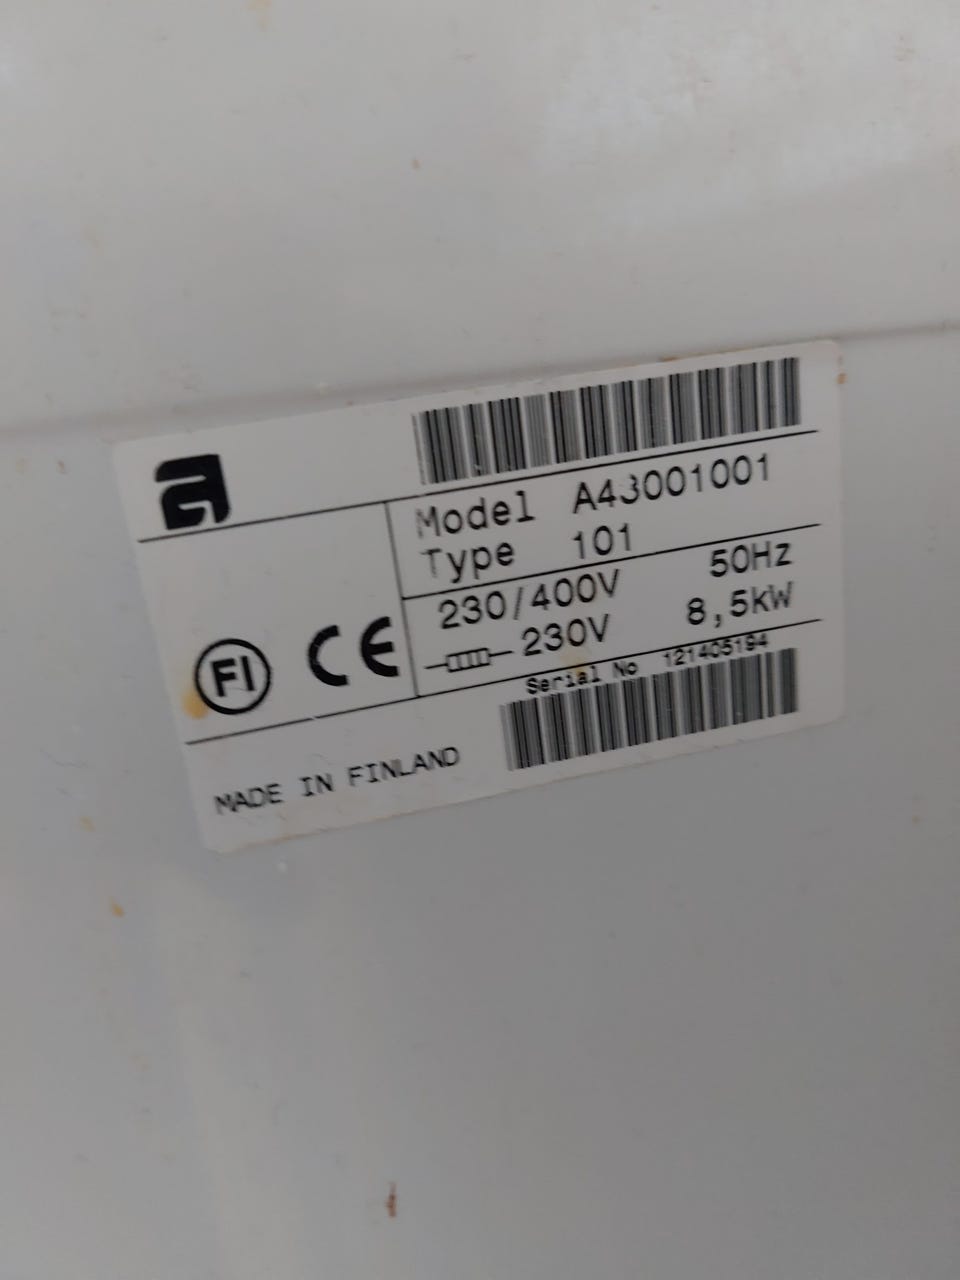 Model A43001001
Type 101
230/400V 50Hz
230V 8,5kW
Serial No 121405194
FI CE
MADE IN FINLAND